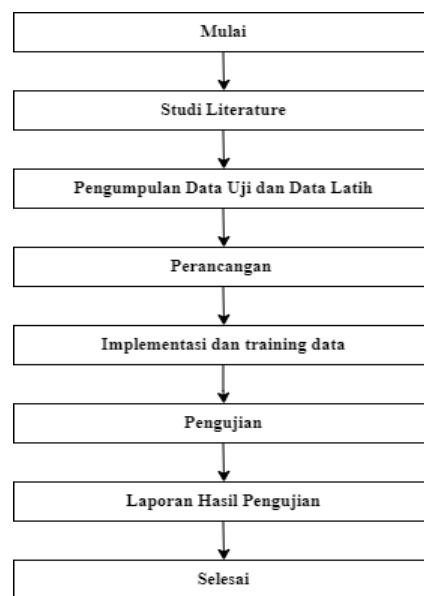 Mulai
Studi Literature
Pengumpulan Data Uji dan Data Latih
Perancangan
Implementasi dan training data
Pengujian
Laporan Hasil Pengujian
Selesai